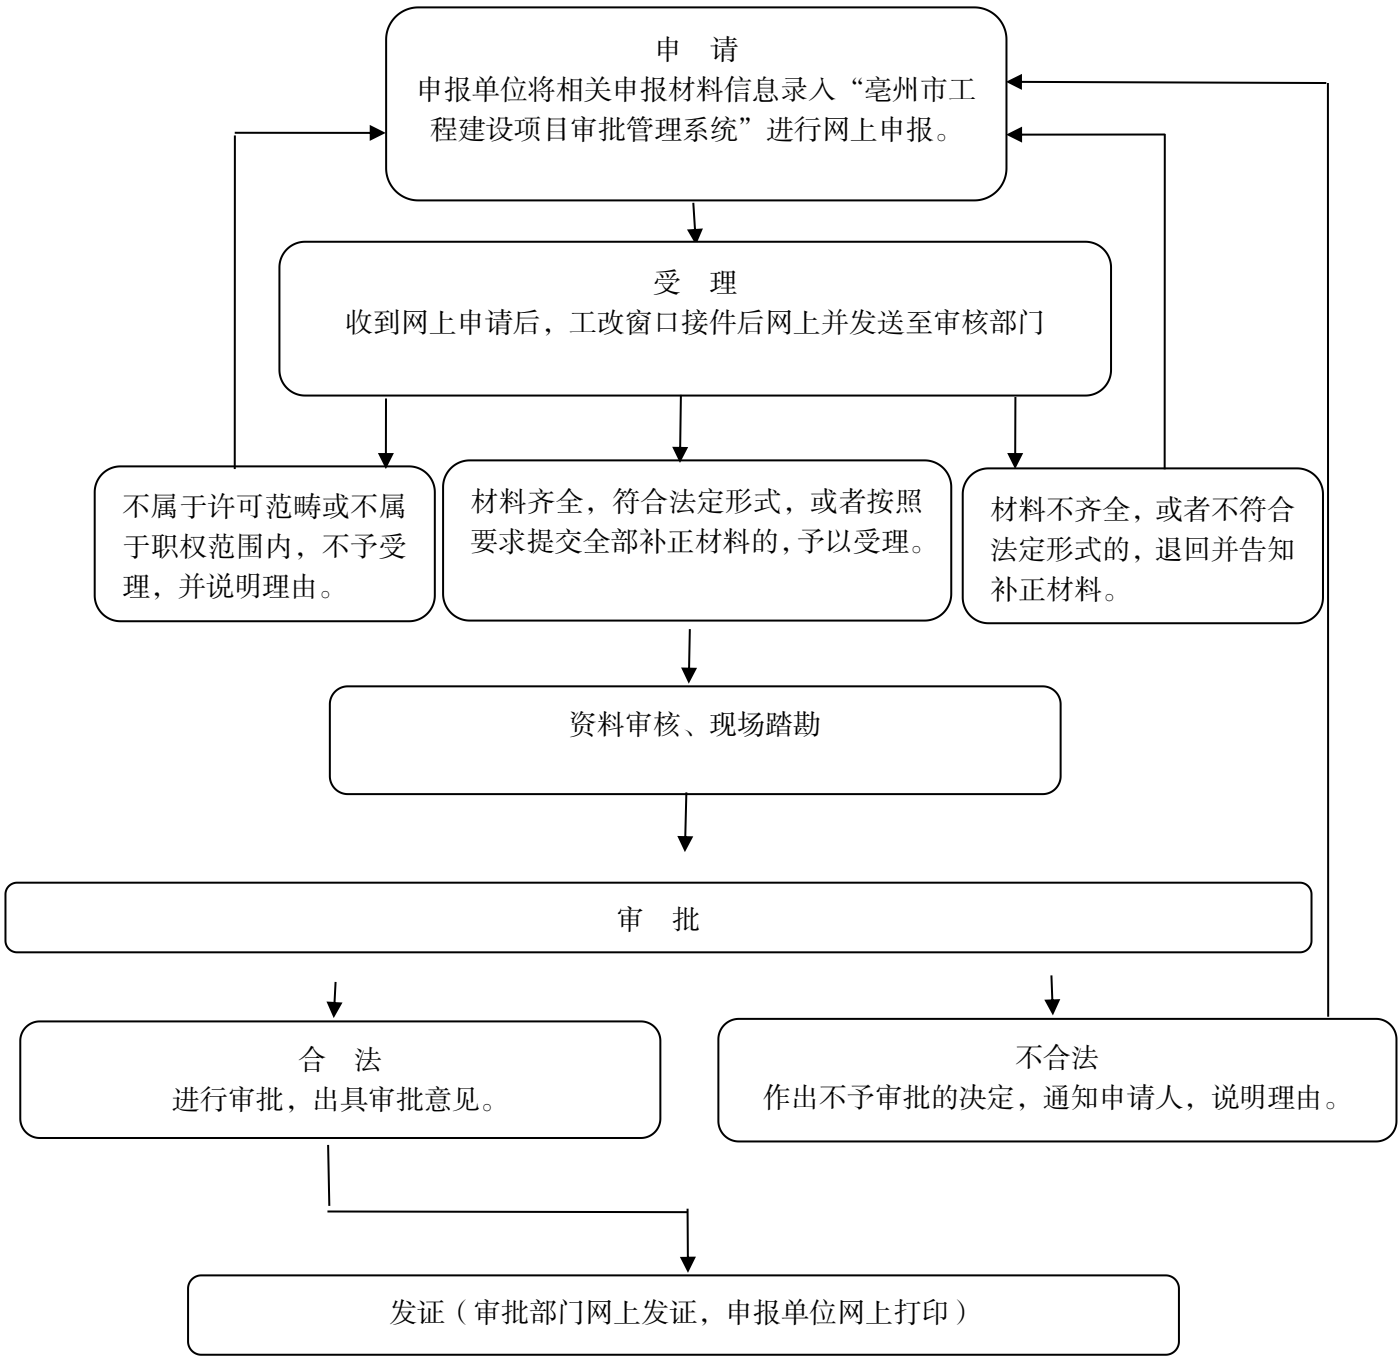 申　请
申报单位将相关申报材料信息录入“亳州市工
程建设项目审批管理系统”进行网上申报。
受　理
收到网上申请后，工改窗口接件后网上并发送至审核部门
不属于许可范畴或不属
于职权范围内，不予受
理，并说明理由。
材料齐全，符合法定形式，或者按照
要求提交全部补正材料的，予以受理。
材料不齐全，或者不符合
法定形式的，退回并告知
补正材料。
资料审核、现场踏勘
审　批
合　法
进行审批，出具审批意见。
不合法
作出不予审批的决定，通知申请人，说明理由。
发证（审批部门网上发证，申报单位网上打印）